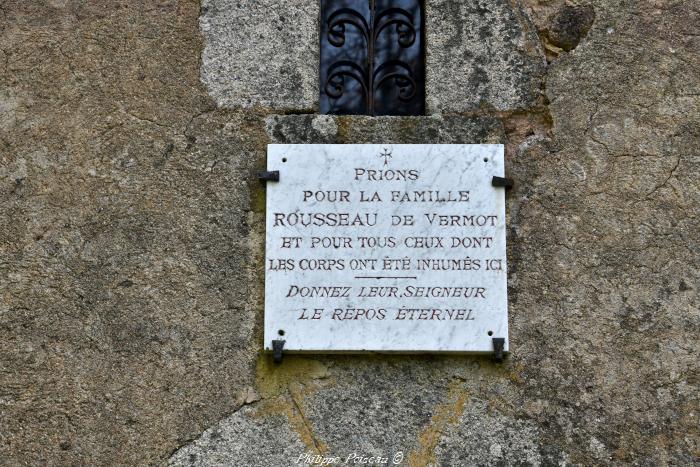 PRIONS
POUR LA FAMILLE
ROUSSEAU DE VERMOT
ET POUR TOUS CEUX DONT
LES CORPS ONT ÉTÉ INHUMÉS ICI
DONNEZ LEUR, SEIGNEUR
LE REPOS ÉTERNEL
Philippe Poiseau ©